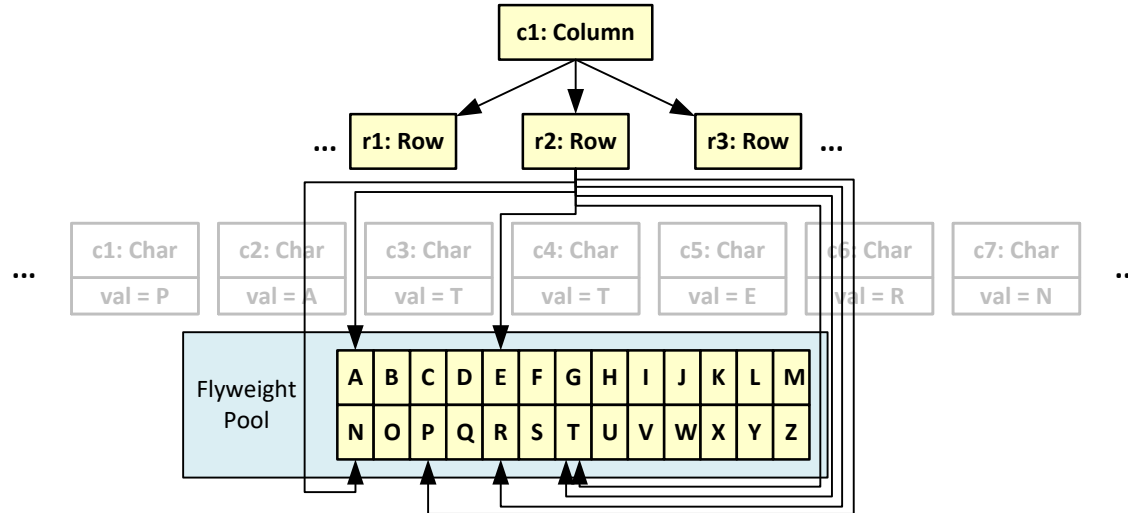 c1: Column
... r1: Row r2: Row r3: Row ...
c1: Char c2: Char c3: Char c4: Char c5: Char c6: Char c7: Char
... ...
val = P val = A val = T val = T val = E val = R val = N
A B C D E F G H I J K L M
Flyweight
Pool
N O P Q R S T U V W X Y Z